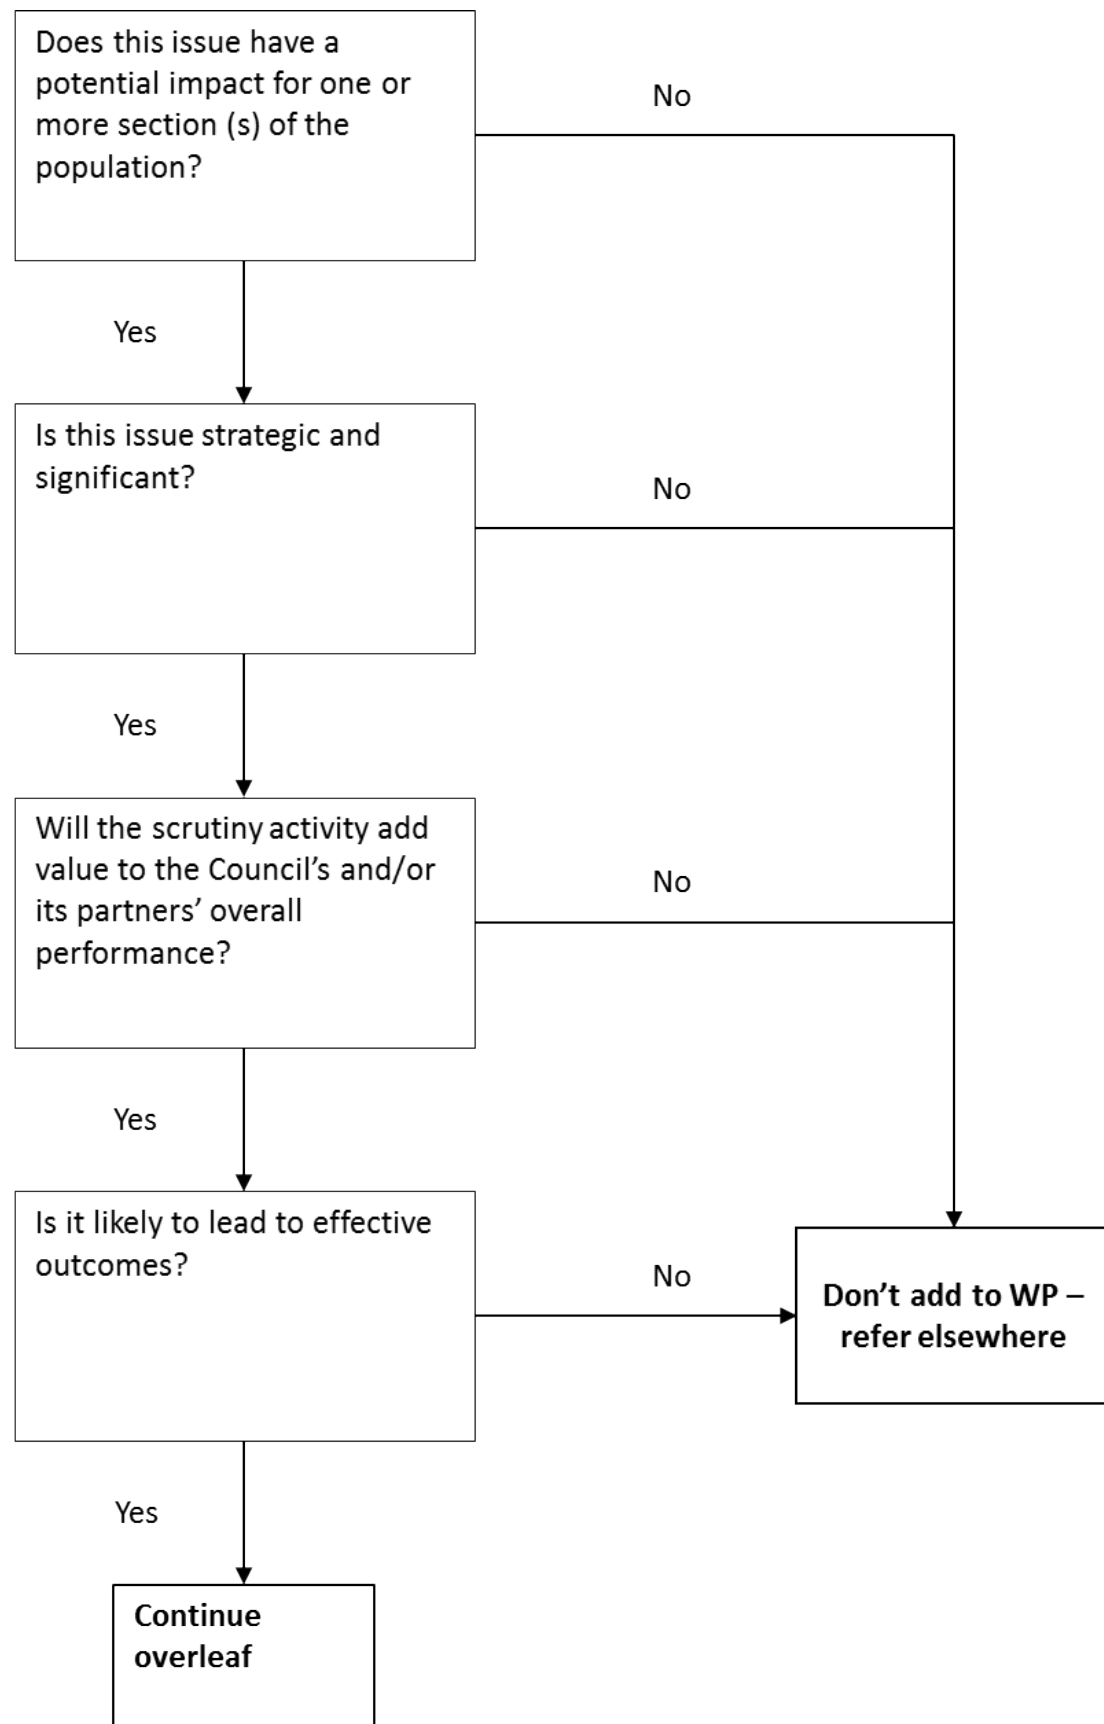 Does this issue have a
potential impact for one or
more section (s) of the
population?
No
Yes
Is this issue strategic and
significant?
No
Yes
Will the scrutiny activity add
value to the Council’s and/or
its partners’ overall
performance?
No
Yes
Is it likely to lead to effective
outcomes?
No
Don’t add to WP –
refer elsewhere
Yes
Continue
overleaf